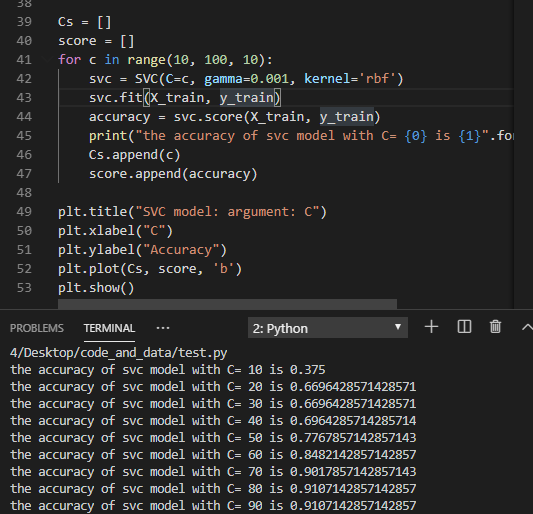 38
39 Cs = []
40 score = []
41 for c in range(10, 100, 10):
42     svc = SVC(C=c, gamma=0.001, kernel='rbf')
43     svc.fit(X_train, y_train)
44     accuracy = svc.score(X_train, y_train)
45     print("the accuracy of svc model with C= {0} is {1}".for
46     Cs.append(c)
47     score.append(accuracy)
48
49 plt.title("SVC model: argument: C")
50 plt.xlabel("C")
51 plt.ylabel("Accuracy")
52 plt.plot(Cs, score, 'b')
53 plt.show()
PROBLEMS TERMINAL ... 2: Python
4/Desktop/code_and_data/test.py
the accuracy of svc model with C= 10 is 0.375
the accuracy of svc model with C= 20 is 0.6696428571428571
the accuracy of svc model with C= 30 is 0.6696428571428571
the accuracy of svc model with C= 40 is 0.6964285714285714
the accuracy of svc model with C= 50 is 0.7767857142857143
the accuracy of svc model with C= 60 is 0.8482142857142857
the accuracy of svc model with C= 70 is 0.9017857142857143
the accuracy of svc model with C= 80 is 0.9107142857142857
the accuracy of svc model with C= 90 is 0.9107142857142857